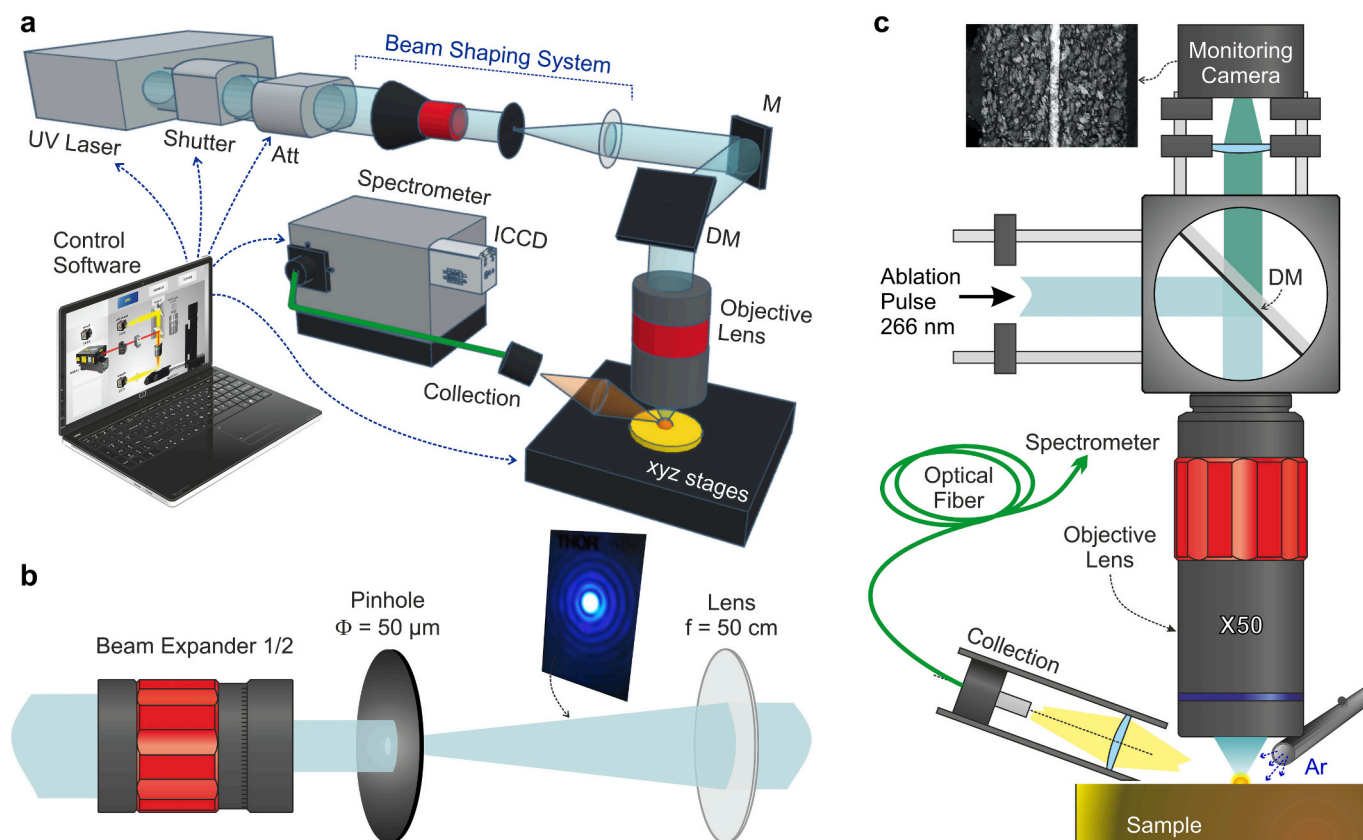 a
Beam Shaping System
M
UV Laser
Shutter
Att
Spectrometer
ICCD
DM
Control
Software
Objective
Lens
Collection
xyz stages
b
Beam Expander 1/2
Pinhole
Φ = 50 µm
THOR
Lens
f = 50 cm
c
Monitoring
Camera
Ablation
Pulse
266 nm
DM
Spectrometer
Optical
Fiber
Objective
Lens
X50
Collection
Ar
Sample